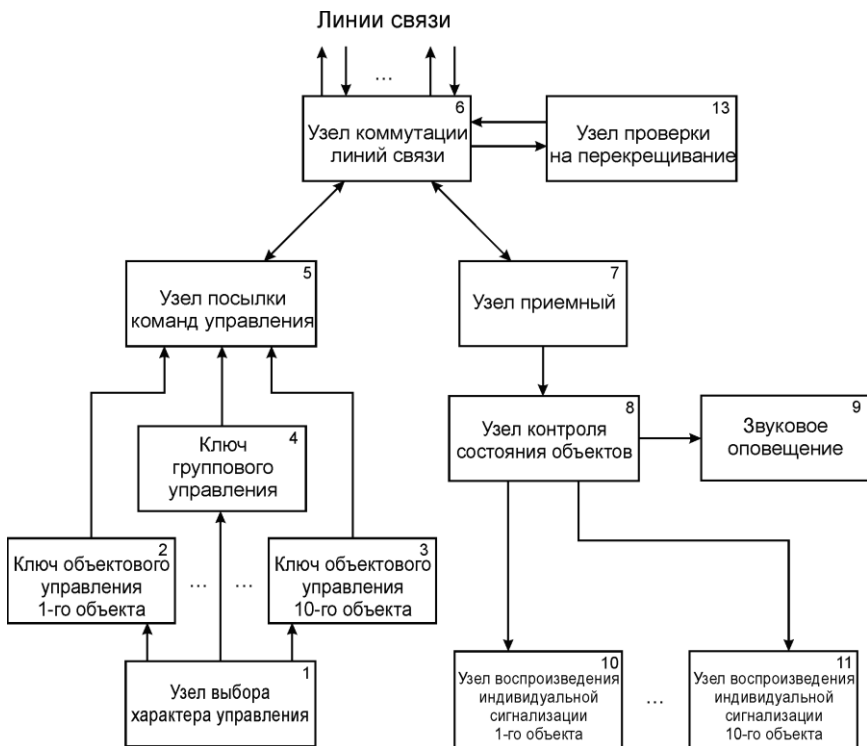 Линии связи
...
6
Узел коммутации
линий связи
13
Узел проверки
на перекрещивание
5
Узел посылки
команд управления
7
Узел приемный
4
Ключ
группового
управления
8
Узел контроля
состояния объектов
9
Звуковое
оповещение
2
Ключ объектового
управления
1-го объекта
... ...
3
Ключ объектового
управления
10-го объекта
1
Узел выбора
характера управления
10
Узел воспроизведения
индивидуальной
сигнализации
1-го объекта
...
11
Узел воспроизведения
индивидуальной
сигнализации
10-го объекта